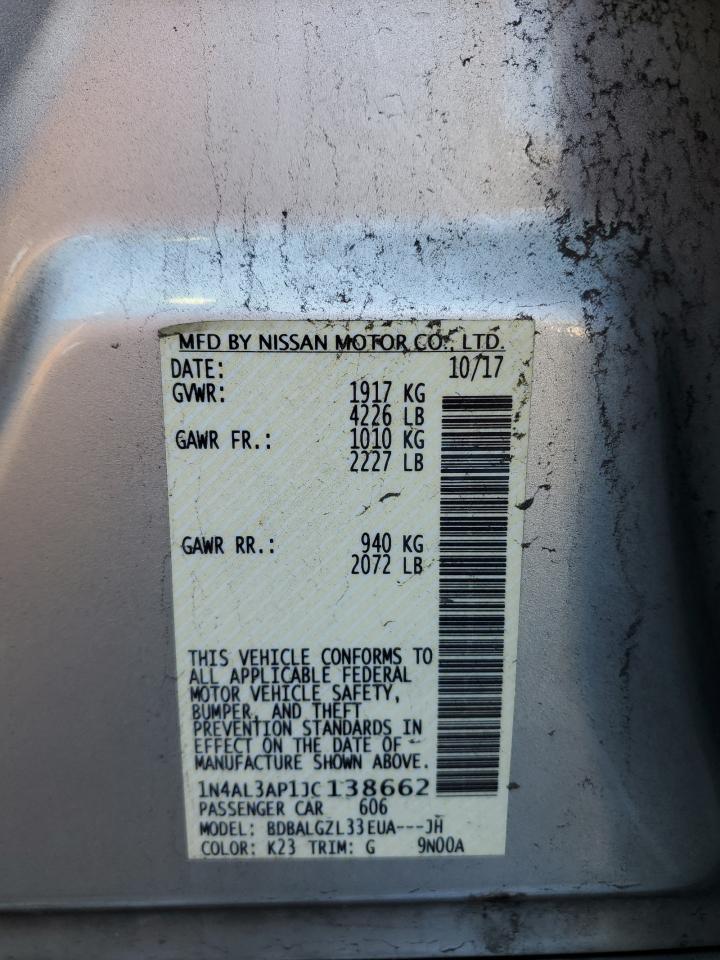 MFD BY NISSAN MOTOR CO., LTD.
DATE: 10/17
GVWR: 1917 KG
4226 LB
GAWR FR.: 1010 KG
2227 LB
GAWR RR.: 940 KG
2072 LB
THIS VEHICLE CONFORMS TO
ALL APPLICABLE FEDERAL
MOTOR VEHICLE SAFETY,
BUMPER, AND THEFT
PREVENTION STANDARDS IN
EFFECT ON THE DATE OF
MANUFACTURE SHOWN ABOVE.
1N4AL3AP1JC138662
PASSENGER CAR 606
MODEL: BDBALGZL33EUA---JH
COLOR: K23 TRIM: G 9N00A